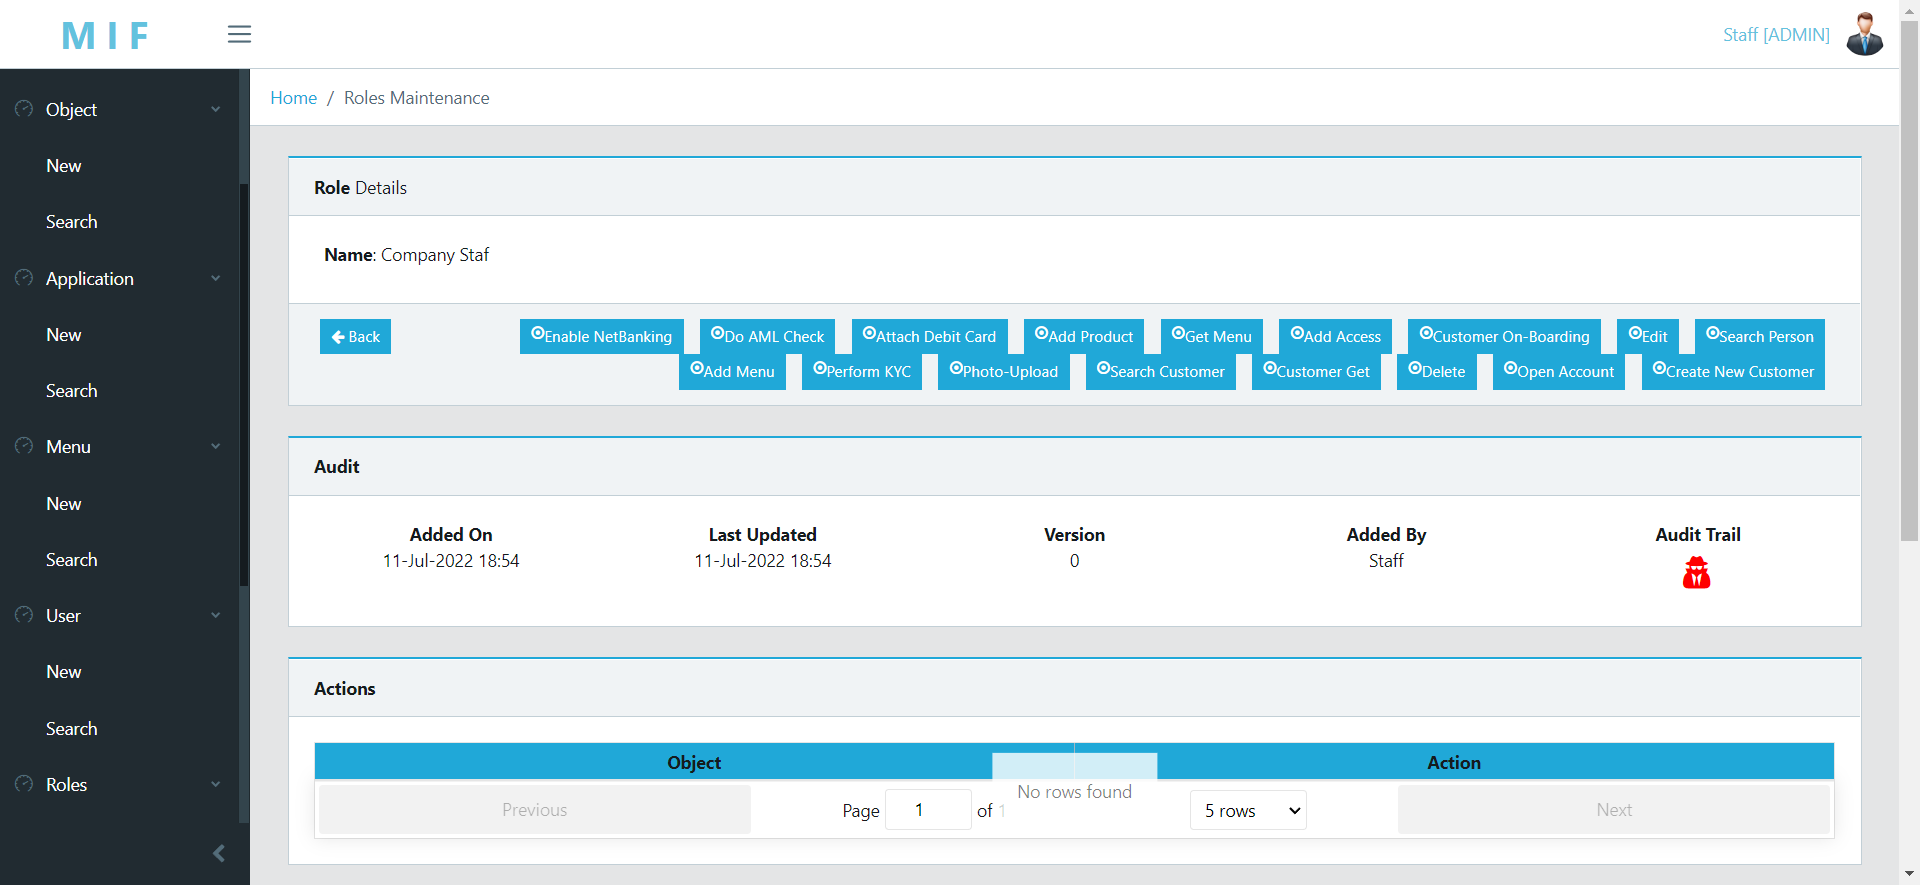 MIF
Staff [ADMIN]
Object
New
Search
Application
New
Search
Menu
New
Search
User
New
Search
Roles
Home / Roles Maintenance
Role Details
Name: Company Staf
Back
Enable NetBanking Do AML Check Attach Debit Card Add Product Get Menu Add Access Customer On-Boarding Edit Search Person
Add Menu Perform KYC Photo-Upload Search Customer Customer Get Delete Open Account Create New Customer
Audit
Added On Last Updated Version Added By Audit Trail
11-Jul-2022 18:54 11-Jul-2022 18:54 0 Staff
Actions
Object Action
No rows found
Previous Page 1 of 1 5 rows Next